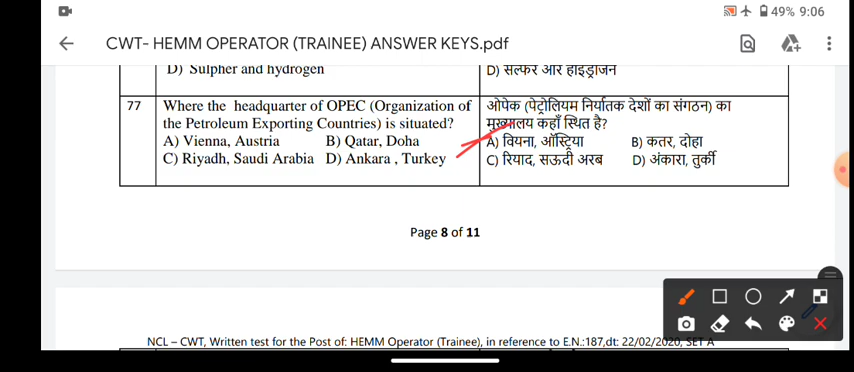 49% 9:06
CWT- HEMM OPERATOR (TRAINEE) ANSWER KEYS.pdf
D) Sulpher and hydrogen
D) सल्फर और हाइड्रोजन
77
Where the headquarter of OPEC (Organization of
the Petroleum Exporting Countries) is situated?
A) Vienna, Austria B) Qatar, Doha
C) Riyadh, Saudi Arabia D) Ankara , Turkey
ओपेक (पेट्रोलियम निर्यातक देशों का संगठन) का
मुख्यालय कहाँ स्थित है?
A) वियना, ऑस्ट्रिया B) कतर, दोहा
C) रियाद, सऊदी अरब D) अंकारा, तुर्की
Page 8 of 11
NCL – CWT, Written test for the Post of: HEMM Operator (Trainee), in reference to E.N.:187,dt: 22/02/2020, SET A